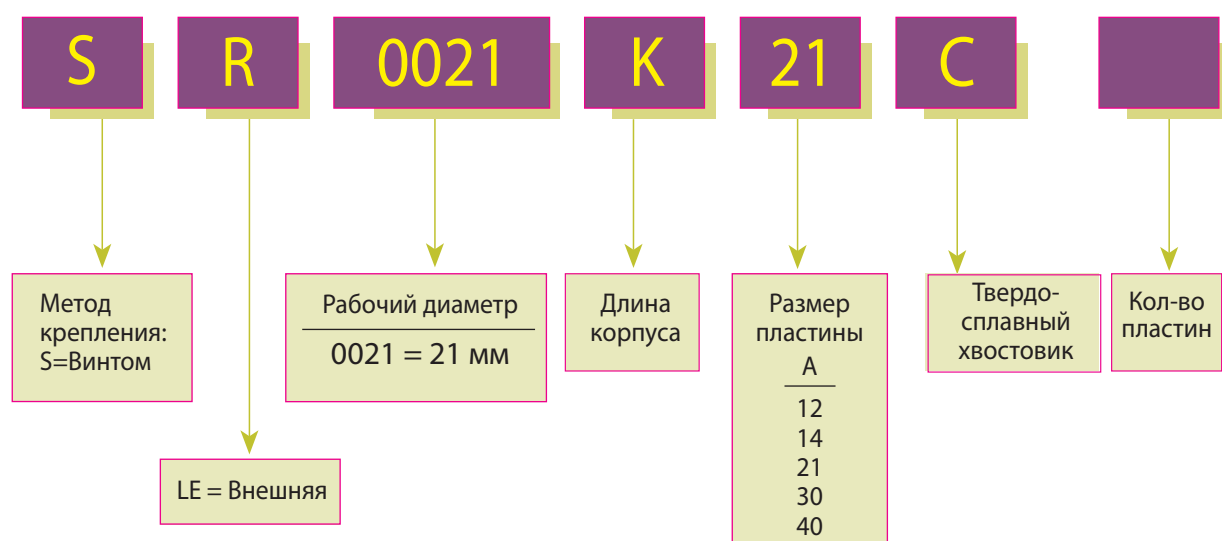 S R 0021 K 21 C
Метод
крепления:
S=Винтом
LE = Внешняя
Рабочий диаметр
0021 = 21 мм
Длина
корпуса
Размер
пластины
A
12
14
21
30
40
Твердо-
сплавный
хвостовик
Кол-во
пластин